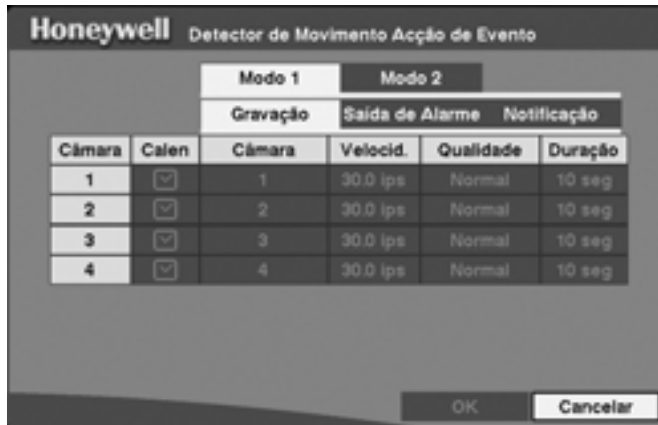 Honeywell Detector de Movimento Acção de Evento
Modo 1 Modo 2
Gravação Saída de Alarme Notificação
Câmara Calen Câmara Velocid. Qualidade Duração
1 1 30.0 ips Normal 10 seg
2 2 30.0 ips Normal 10 seg
3 3 30.0 ips Normal 10 seg
4 4 30.0 ips Normal 10 seg
OK Cancelar